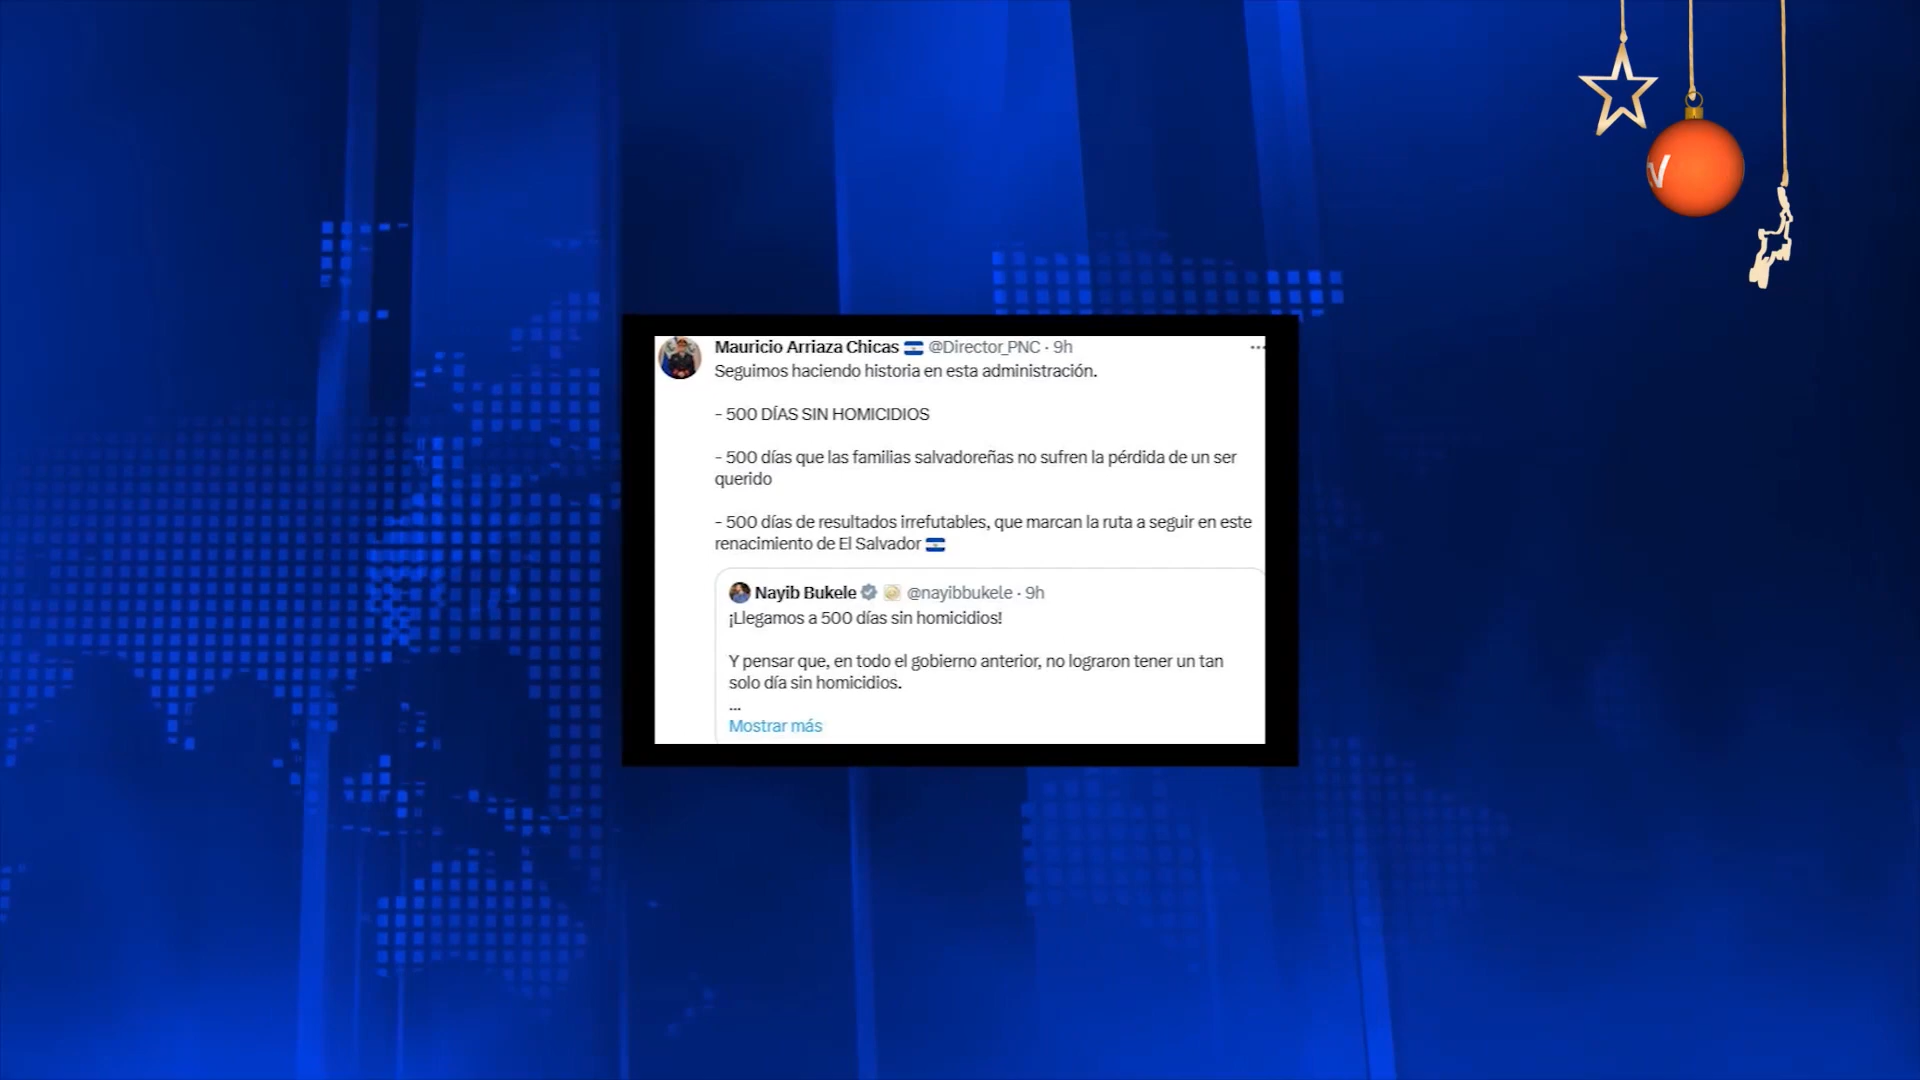 Mauricio Arriaza Chicas @Director_PNC · 9h
Seguimos haciendo historia en esta administración.
- 500 DÍAS SIN HOMICIDIOS
- 500 días que las familias salvadoreñas no sufren la pérdida de un ser
querido
- 500 días de resultados irrefutables, que marcan la ruta a seguir en este
renacimiento de El Salvador
Nayib Bukele @nayibbukele · 9h
¡Llegamos a 500 días sin homicidios!
Y pensar que, en todo el gobierno anterior, no lograron tener un tan
solo día sin homicidios.
...
Mostrar más